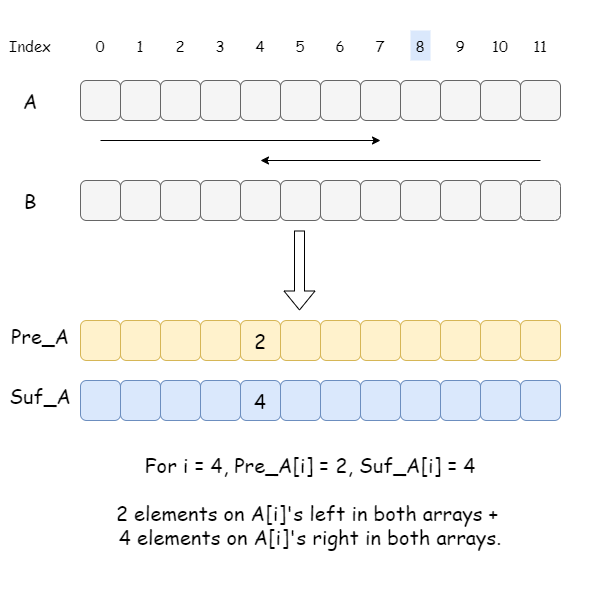 Index 0 1 2 3 4 5 6 7 8 9 10 11
A
B
Pre_A 2
Suf_A 4
For i = 4, Pre_A[i] = 2, Suf_A[i] = 4
2 elements on A[i]'s left in both arrays +
4 elements on A[i]'s right in both arrays.